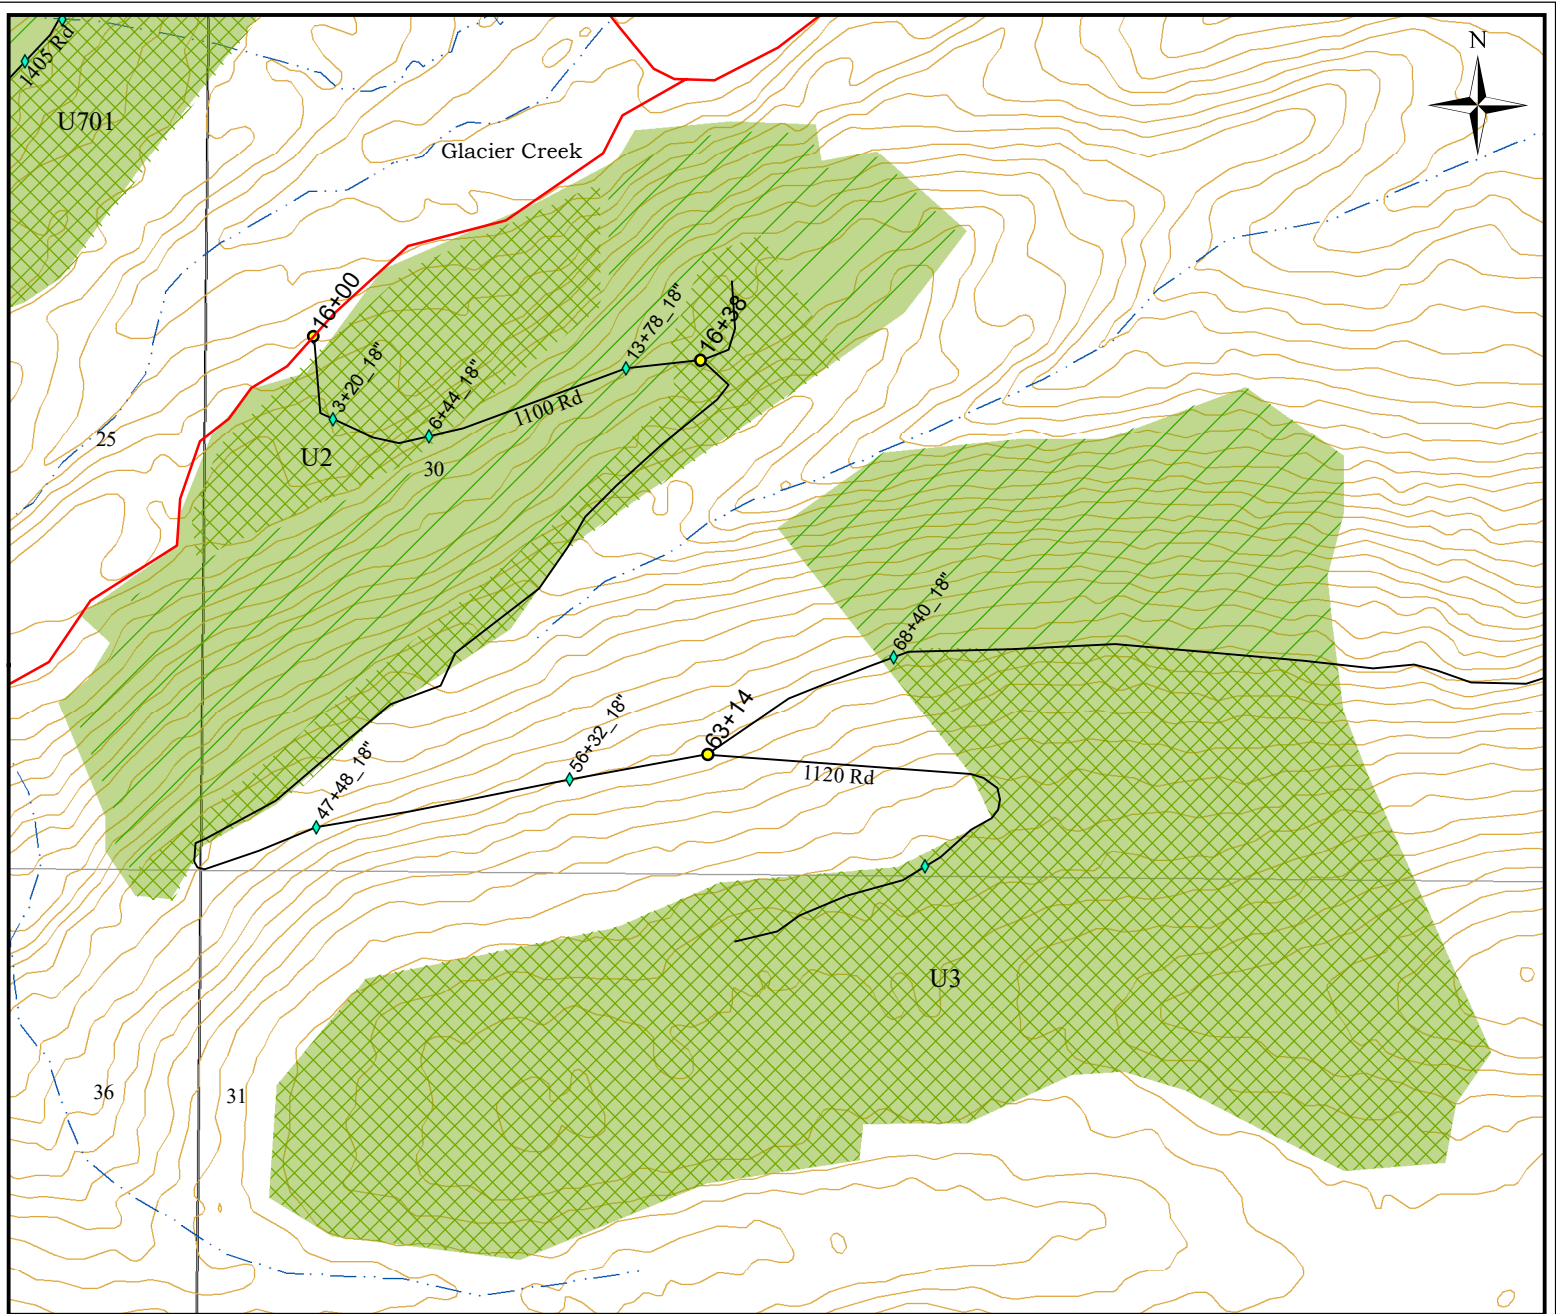 1405 Rd
N
U701
Glacier Creek
16+00
13+78_18"
16+38
3+20_18"
6+44_18"
1100 Rd
25
U2
30
68+40_18"
56+32_18"
63+14
47+48_18"
1120 Rd
U3
36
31